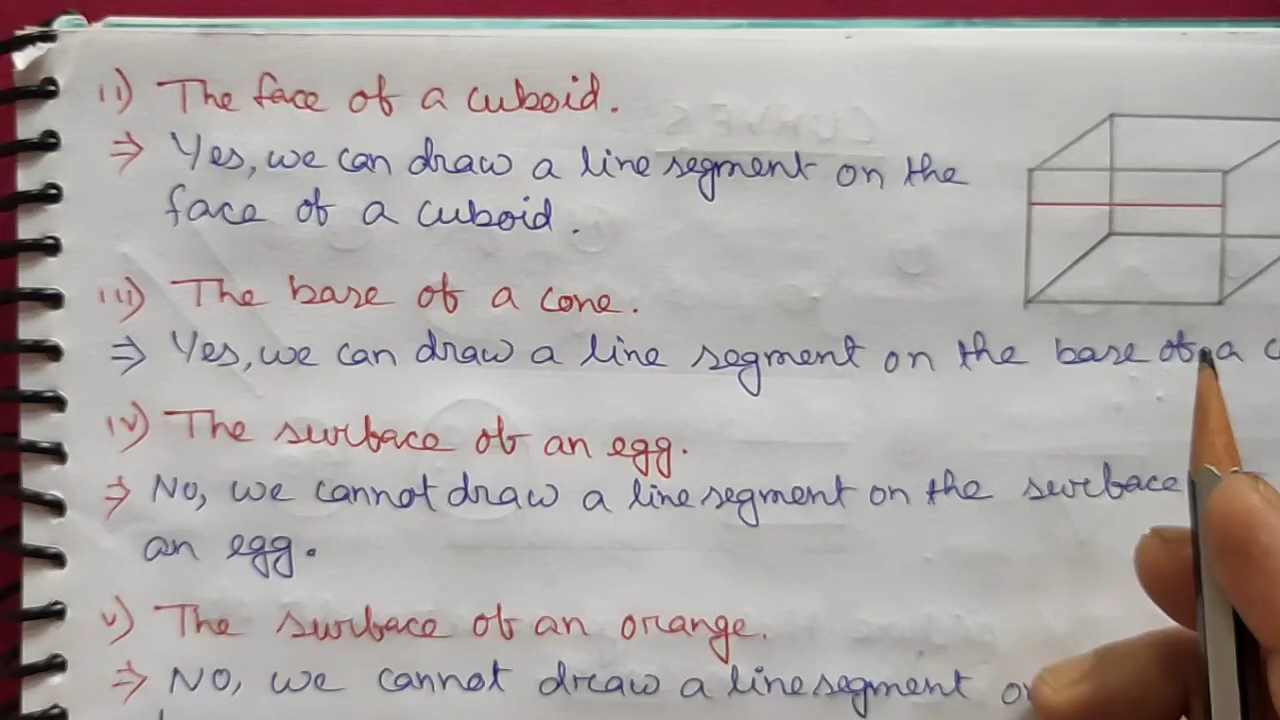 ii) The face of a cuboid.
⇒ Yes, we can draw a line segment on the
face of a cuboid.
iii) The base of a cone.
⇒ Yes, we can draw a line segment on the base of a
iv) The surface of an egg.
⇒ No, we cannot draw a line segment on the surface
an egg.
v) The surface of an orange.
⇒ No, we cannot draw a line segment